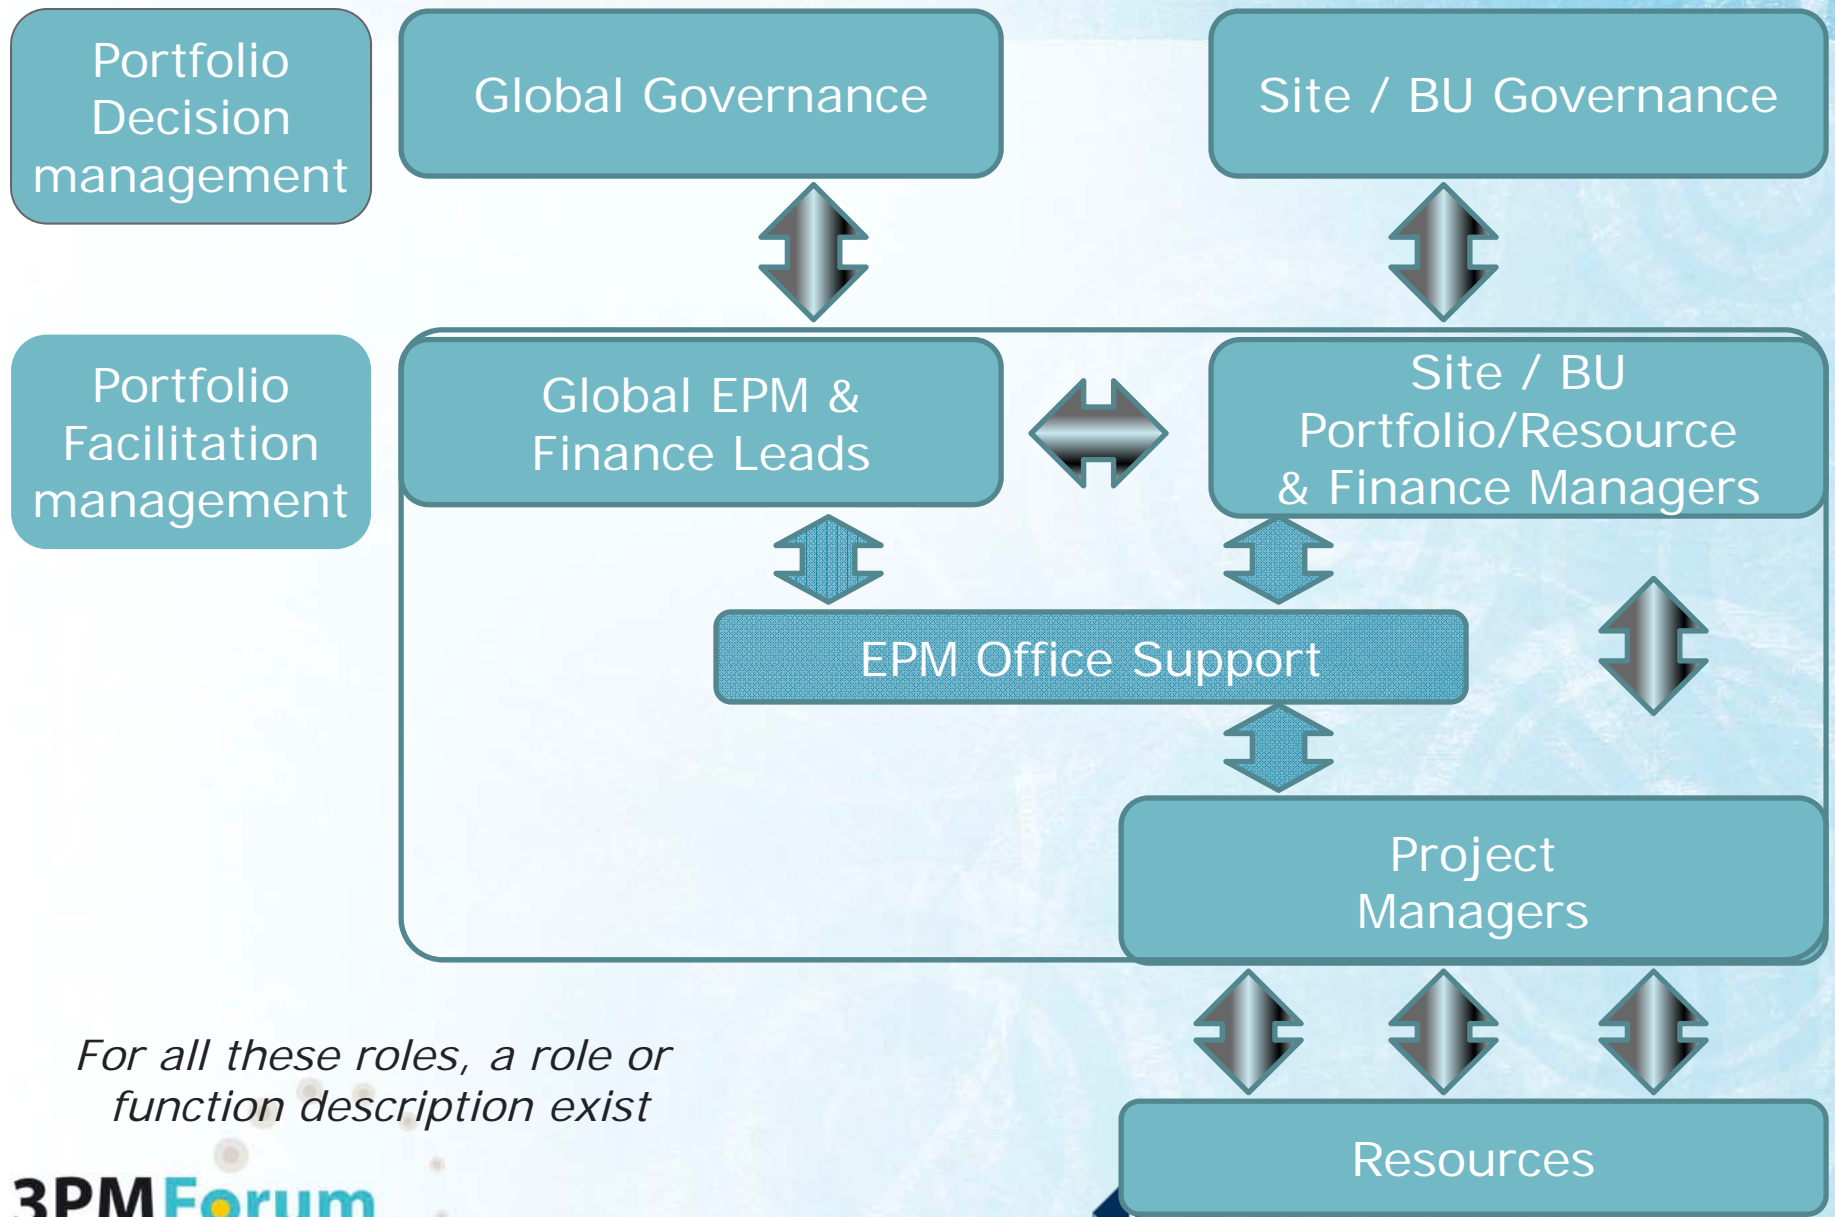 Portfolio
Decision
management
Global Governance
Site / BU Governance
Portfolio
Facilitation
management
Global EPM &
Finance Leads
Site / BU
Portfolio/Resource
& Finance Managers
EPM Office Support
Project
Managers
For all these roles, a role or
function description exist
Resources
3PMForum